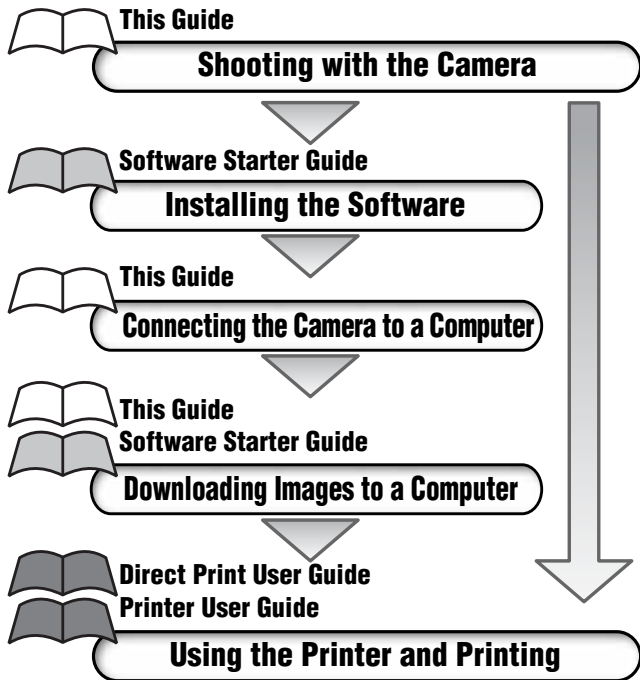 This Guide
Shooting with the Camera
Software Starter Guide
Installing the Software
This Guide
Connecting the Camera to a Computer
This Guide
Software Starter Guide
Downloading Images to a Computer
Direct Print User Guide
Printer User Guide
Using the Printer and Printing